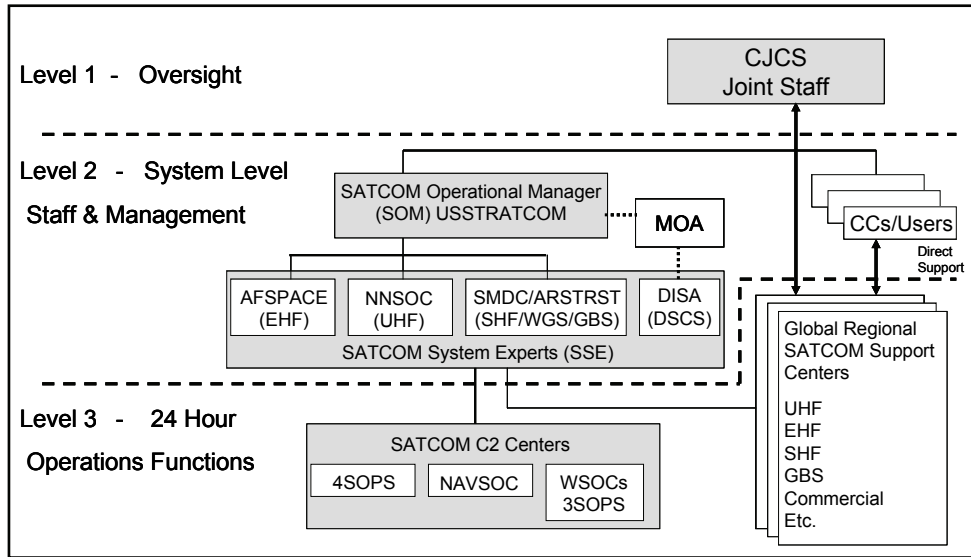 Level 1 - Oversight
CJCS
Joint Staff
Level 2 - System Level
Staff & Management
SATCOM Operational Manager
(SOM) USSTRATCOM
MOA
CCs/Users
Direct
Support
AFSPACE
(EHF)
NNSOC
(UHF)
SMDC/ARSTRST
(SHF/WGS/GBS)
DISA
(DSCS)
SATCOM System Experts (SSE)
Global Regional
SATCOM Support
Centers
UHF
EHF
SHF
GBS
Commercial
Etc.
Level 3 - 24 Hour
Operations Functions
SATCOM C2 Centers
4SOPS
NAVSOC
WSOCs
3SOPS